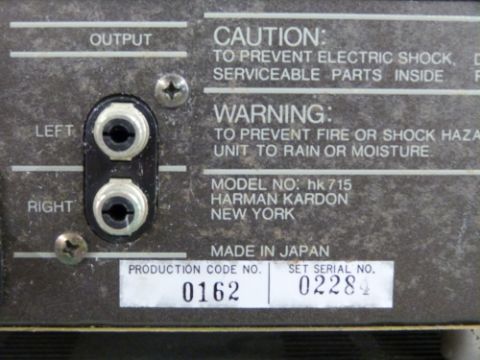 OUTPUT
LEFT
RIGHT
CAUTION:
TO PREVENT ELECTRIC SHOCK,
SERVICEABLE PARTS INSIDE
WARNING:
TO PREVENT FIRE OR SHOCK HAZA
UNIT TO RAIN OR MOISTURE.
MODEL NO: hk715
HARMAN KARDON
NEW YORK
MADE IN JAPAN
PRODUCTION CODE NO. SET SERIAL NO.
0162 02284